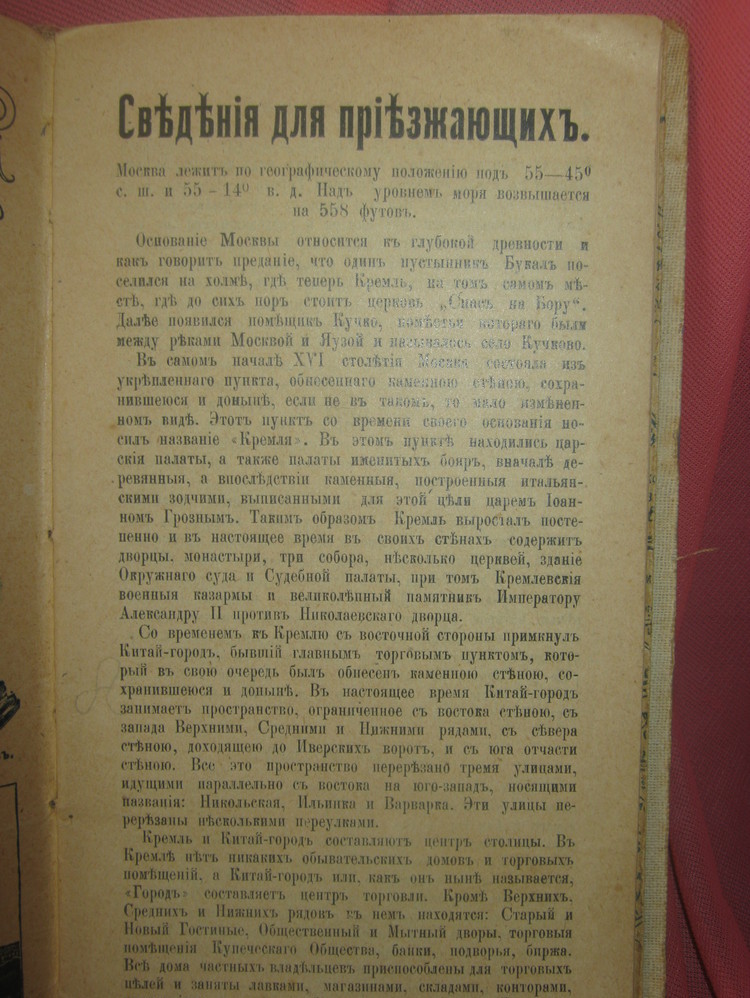 Свѣдѣнія для пріѣзжающихъ.
Москва лежитъ по географическому положенію подъ 55—45⁰
с. ш. и 55 - 14⁰ в. д. Надъ уровнемъ моря возвышается
на 558 футовъ.
Основаніе Москвы относится къ глубокой древности и
какъ говоритъ преданіе, что одинъ пустынникъ Букалъ по-
селился на холмѣ, гдѣ теперь Кремль, на томъ самомъ мѣ-
стѣ, гдѣ до сихъ поръ стоитъ церковь „Спасъ на Бору“.
Далѣе появился помѣщикъ Кучко, помѣстья котораго были
между рѣками Москвой и Яузой и называлось село Кучково.
Въ самомъ началѣ XVI столѣтія Москва состояла изъ
укрѣпленнаго пункта, обнесеннаго каменною стѣною, сохра-
нившеюся и донынѣ, если не въ такомъ, то мало измѣнен-
номъ видѣ. Этотъ пунктъ со времени своего основанія но-
силъ названіе «Кремля». Въ этомъ пунктѣ находились цар-
скія палаты, а также палаты именитыхъ бояръ, вначалѣ де-
ревянныя, а впослѣдствіи каменныя, построенныя итальян-
скими зодчими, выписанными для этой цѣли царемъ Іоан-
номъ Грознымъ. Такимъ образомъ Кремль выросталъ посте-
пенно и въ настоящее время въ своихъ стѣнахъ содержитъ
дворцы. монастыри, три собора, нѣсколько церквей, зданіе
Окружнаго суда и Судебной палаты, при томъ Кремлевскія
военныя казармы и великолѣпный памятникъ Императору
Александру II противъ Николаевскаго дворца.
Со временемъ къ Кремлю съ восточной стороны примкнулъ
Китай-городъ, бывшій главнымъ торговымъ пунктомъ, кото-
рый въ свою очередь былъ обнесенъ каменною стѣною, со-
хранившеюся и донынѣ. Въ настоящее время Китай-городъ
занимаетъ пространство, ограниченное съ востока стѣною, съ
запада Верхними, Средними и Нижними рядами, съ сѣвера
стѣною, доходящею до Иверскихъ воротъ, и съ юга отчасти
стѣною. Все это пространство перерѣзано тремя улицами,
идущими параллельно съ востока на юго-западъ, носящими
названія: Никольская, Ильинка и Варварка. Эти улицы пе-
ререзаны нѣсколькими переулками.
Кремль и Китай-городъ составляютъ центръ столицы. Въ
Кремлѣ нѣтъ никакихъ обывательскихъ домовъ и торговыхъ
помѣщеній, а Китай-городъ или, какъ онъ нынѣ называется,
«Городъ» составляетъ центръ торговли. Кромѣ Верхнихъ.
Среднихъ и Нижнихъ рядовъ въ немъ находятся: Старый и
Новый Гостиные, Общественный и Мытный дворы, торговыя
помѣщенія Купеческаго Общества, банки, подворья, биржа.
Всѣ дома частныхъ владѣльцевъ приспособлены для торговыхъ
цѣлей и заняты лавками, магазинами, складами, конторами,